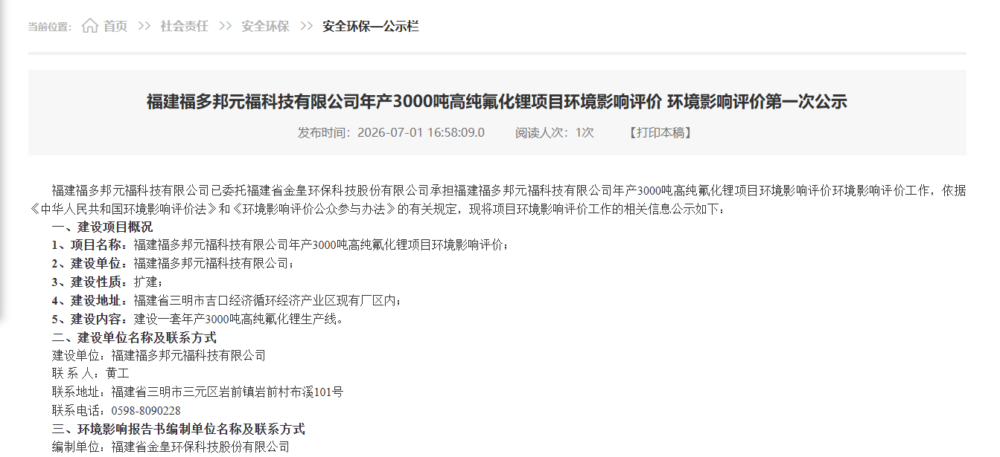 当前位置: 首页 >> 社会责任 >> 安全环保 >> 安全环保—公示栏
福建福多邦元福科技有限公司年产3000吨高纯氟化锂项目环境影响评价 环境影响评价第一次公示
发布时间：2026-07-01 16:58:09.0 阅读人次：1次 【打印本稿】
福建福多邦元福科技有限公司已委托福建省金皇环保科技股份有限公司承担福建福多邦元福科技有限公司年产3000吨高纯氟化锂项目环境影响评价环境影响评价工作，依据
《中华人民共和国环境影响评价法》和《环境影响评价公众参与办法》的有关规定，现将项目环境影响评价工作的相关信息公示如下：
一、建设项目概况
1、项目名称：福建福多邦元福科技有限公司年产3000吨高纯氟化锂项目环境影响评价；
2、建设单位：福建福多邦元福科技有限公司；
3、建设性质：扩建；
4、建设地址：福建省三明市吉口经济循环经济产业区现有厂区内；
5、建设内容：建设一套年产3000吨高纯氟化锂生产线。
二、建设单位名称及联系方式
建设单位：福建福多邦元福科技有限公司
联 系 人：黄工
联系地址：福建省三明市三元区岩前镇岩前村布溪101号
联系电话：0598-8090228
三、环境影响报告书编制单位名称及联系方式
编制单位：福建省金皇环保科技股份有限公司